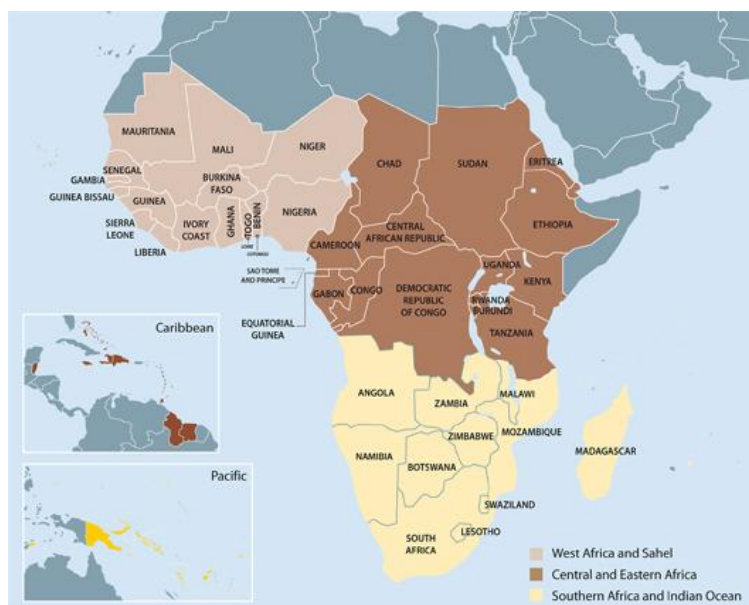 MAURITANIA
MALI
NIGER
CHAD
SUDAN
ERITREA
SENEGAL
GAMBIA
GUINEA BISSAU
GUINEA
BURKINA
FASO
SIERRA
LEONE
LIBERIA
IVORY
COAST
GHANA
TOGO
BENIN
NIGERIA
ETHIOPIA
CAMEROON
CENTRAL
AFRICAN REPUBLIC
SAO TOME
AND PRINCIPE
GABON
CONGO
EQUATORIAL
GUINEA
DEMOCRATIC
REPUBLIC
OF CONGO
UGANDA
KENYA
RWANDA
BURUNDI
TANZANIA
ANGOLA
ZAMBIA
MALAWI
MOZAMBIQUE
ZIMBABWE
NAMIBIA
BOTSWANA
MADAGASCAR
SWAZILAND
LESOTHO
SOUTH
AFRICA
Caribbean
Pacific
West Africa and Sahel
Central and Eastern Africa
Southern Africa and Indian Ocean